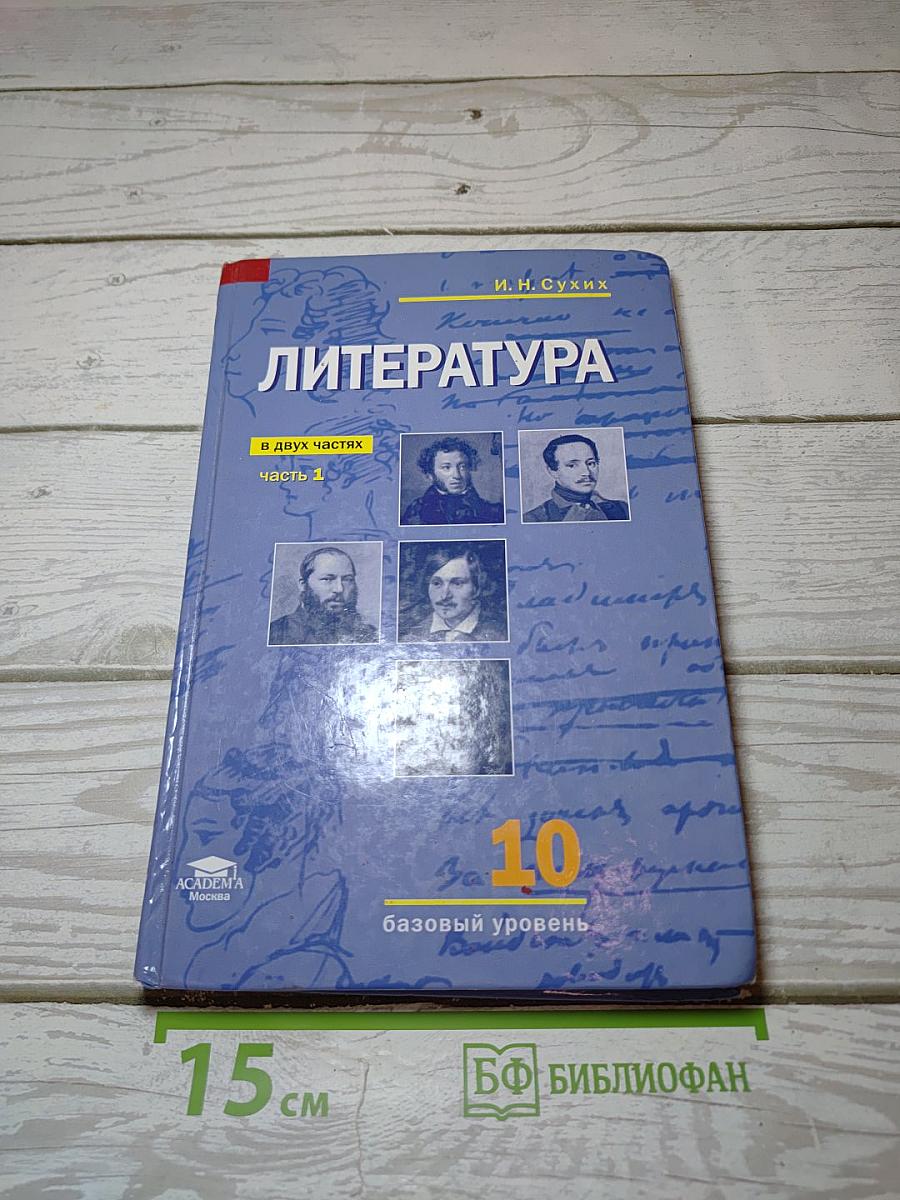 И. Н. Сухих
ЛИТЕРАТУРА
в двух частях
часть 1
10
базовый уровень
ACADEMA
Москва
15 см
БФ БИБЛИОФАН